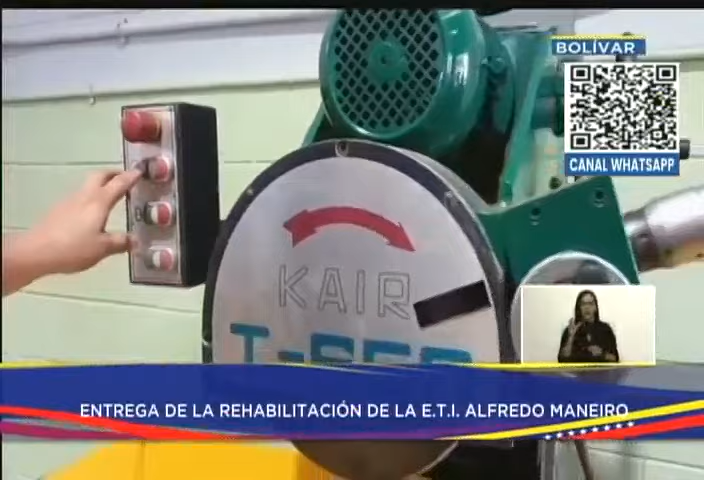 BOLÍVAR
CANAL WHATSAPP
KAIR
ENTREGA DE LA REHABILITACIÓN DE LA E.T.I. ALFREDO MANEIRO